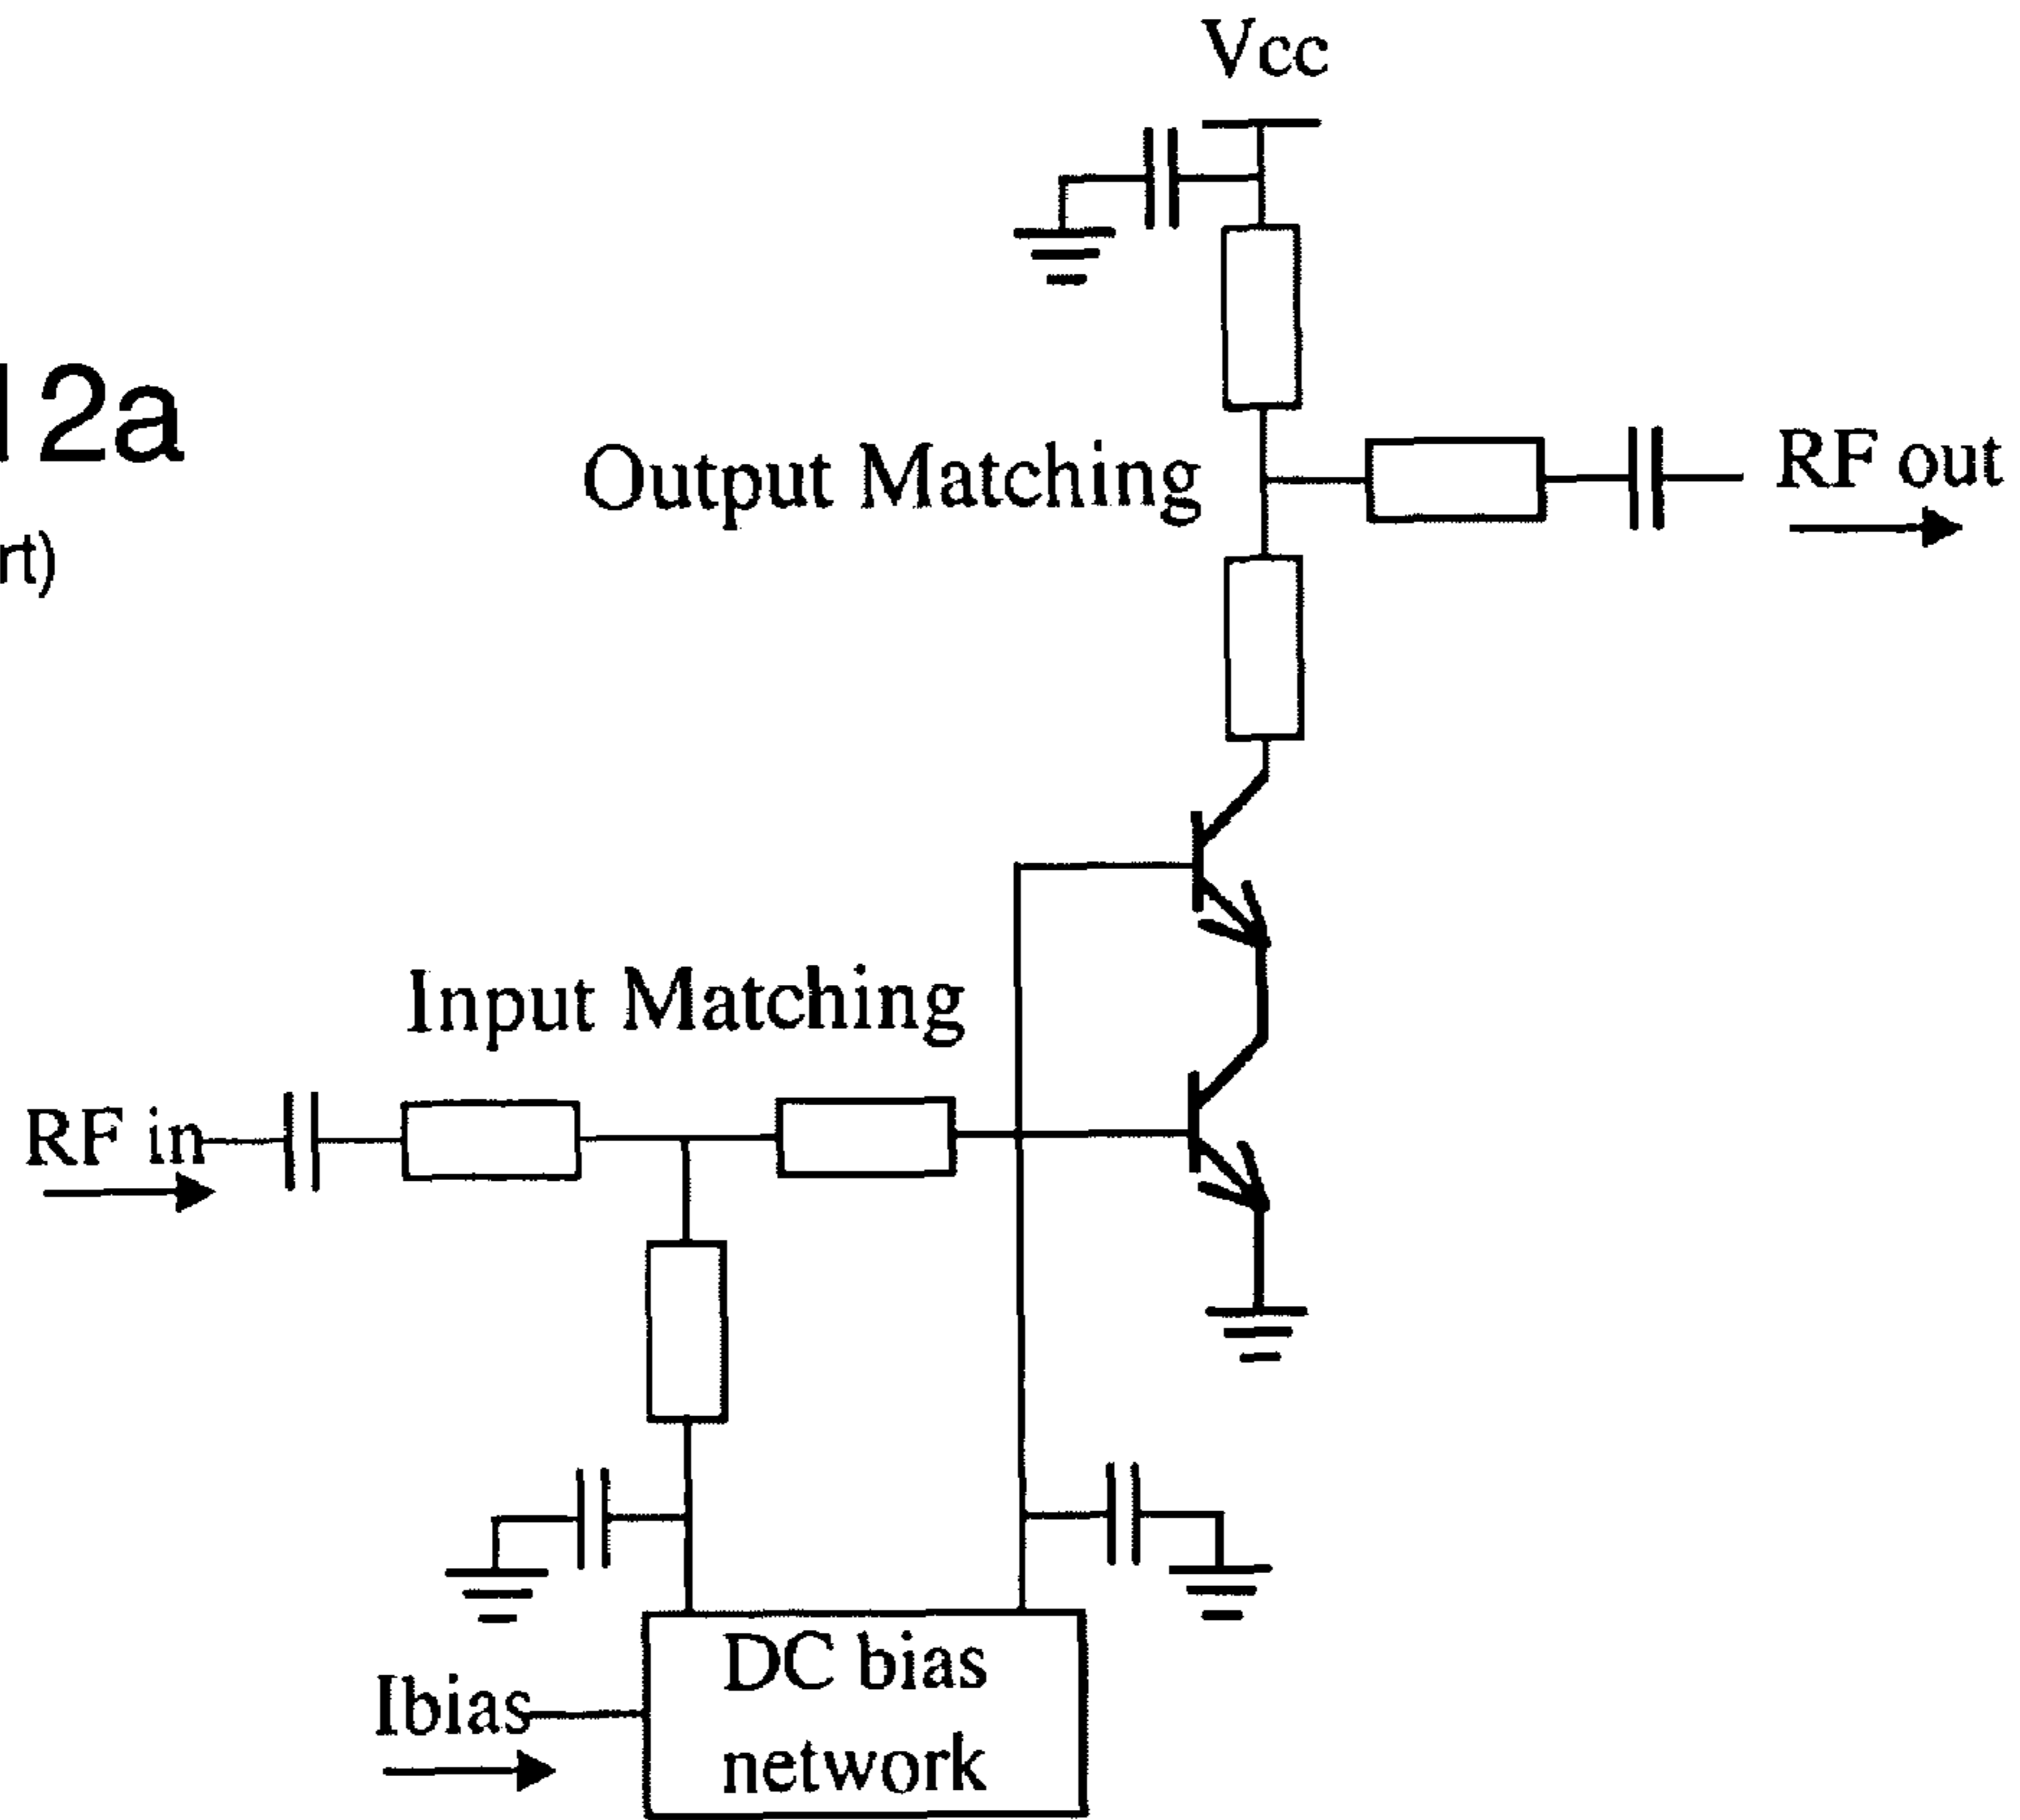 Vcc
12a
rt)
Output Matching
RF out
Input Matching
RF in
DC bias
network
Ibias